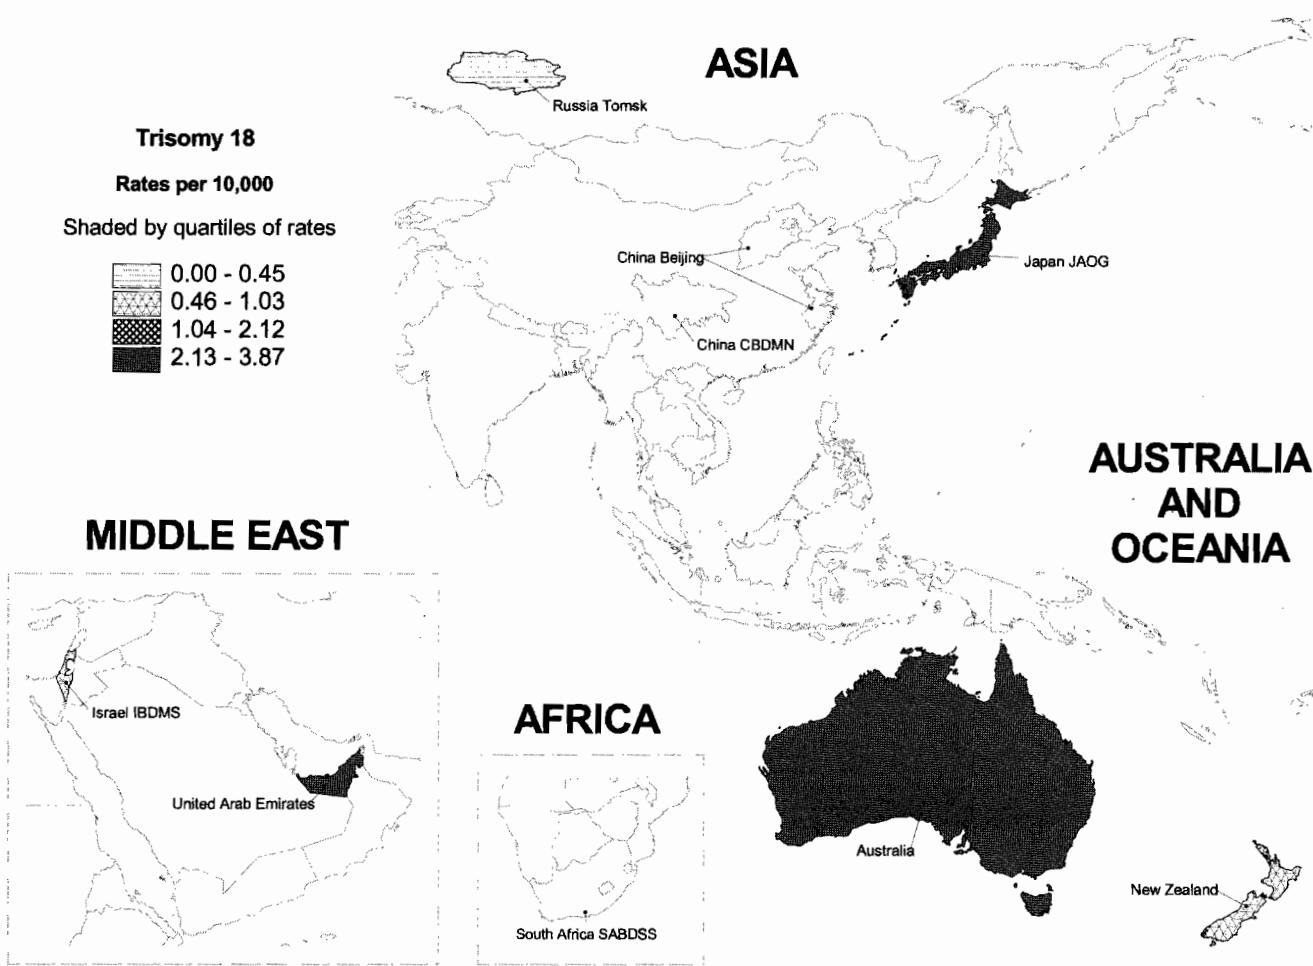 ASIA
Russia Tomsk
Trisomy 18
Rates per 10,000
Shaded by quartiles of rates
0.00 - 0.45
0.46 - 1.03
1.04 - 2.12
2.13 - 3.87
China Beijing
Japan JAOG
China CBDMN
AUSTRALIA
AND
OCEANIA
MIDDLE EAST
Israel IBDMS
United Arab Emirates
AFRICA
South Africa SABDSS
Australia
New Zealand